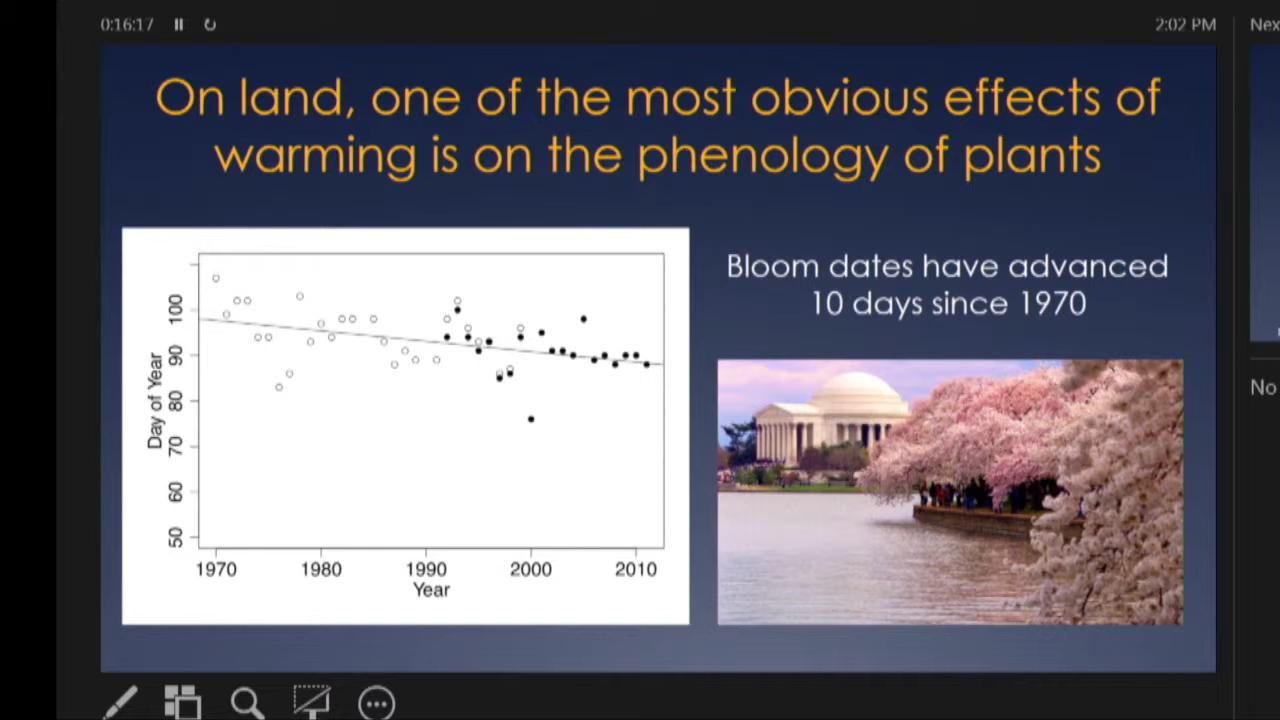 0:16:17
2:02 PM
Nex
On land, one of the most obvious effects of
warming is on the phenology of plants
Bloom dates have advanced
10 days since 1970
Day of Year
100
90
80
70
60
50
1970 1980 1990 2000 2010
Year
No